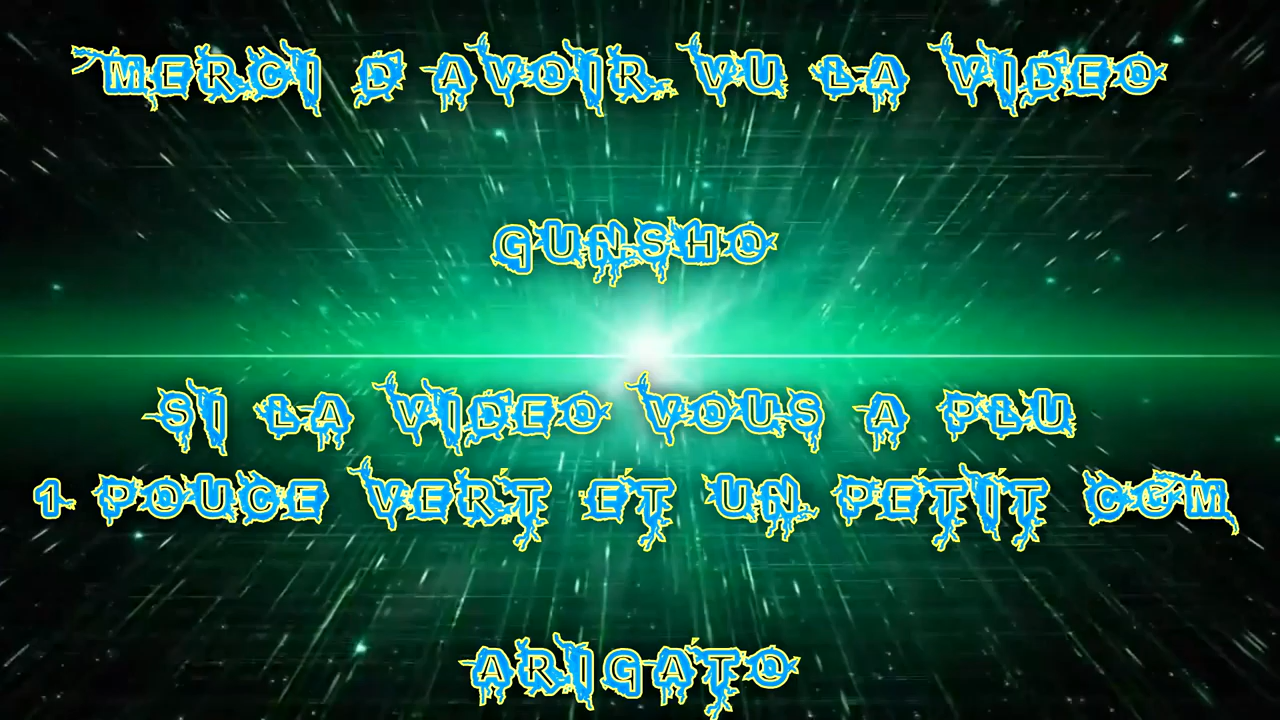 MERCI D AVOIR VU LA VIDEO
GUNSHO
SI LA VIDEO VOUS A PLU
1 POUCE VERT ET UN PETIT COM
ARIGATO